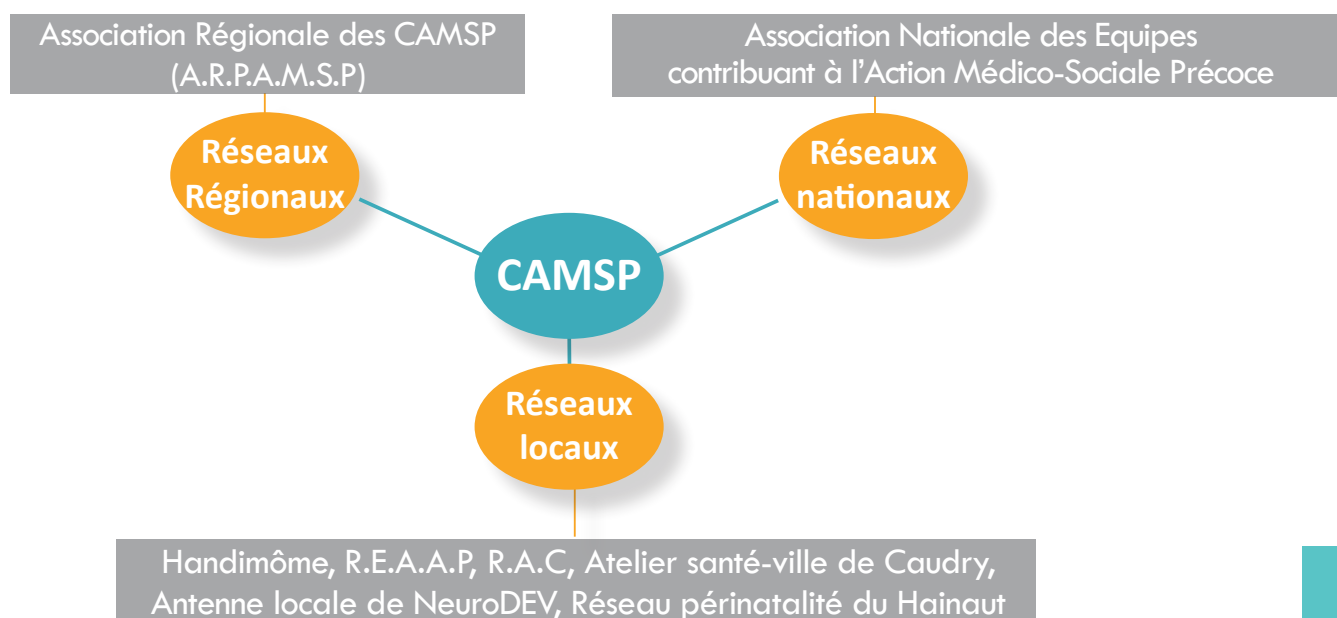 Association Régionale des CAMSP
(A.R.P.A.M.S.P)
Association Nationale des Equipes
contribuant à l'Action Médico-Sociale Précoce
Réseaux
Régionaux
Réseaux
nationaux
CAMSP
Réseaux
locaux
Handimôme, R.E.A.A.P, R.A.C, Atelier santé-ville de Caudry,
Antenne locale de NeuroDEV, Réseau périnatalité du Hainaut